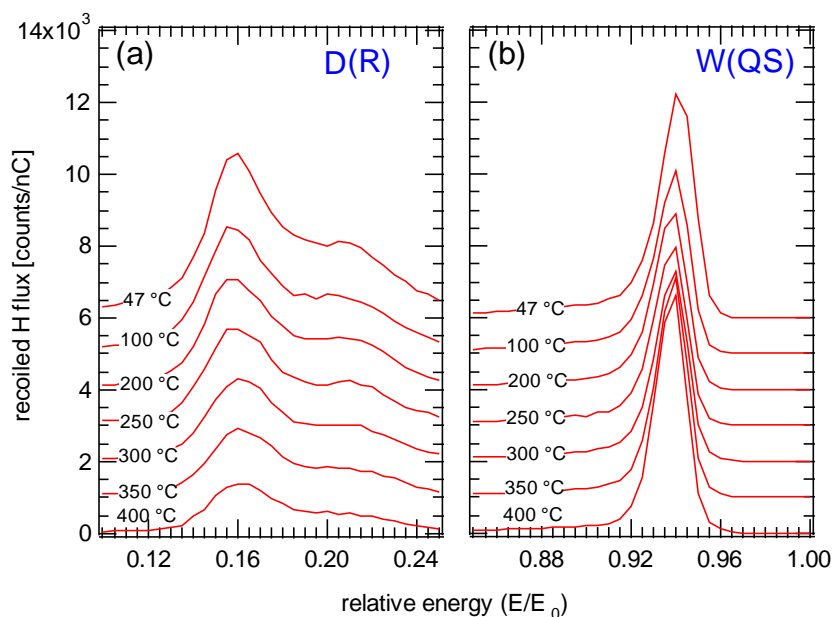 14x10³
(a)
D(R)
(b)
W(QS)
12
10
8
6
4
2
0
recoiled H flux [counts/nC]
47 °C
100 °C
200 °C
250 °C
300 °C
350 °C
400 °C
47 °C
100 °C
200 °C
250 °C
300 °C
350 °C
400 °C
0.12
0.16
0.20
0.24
0.88
0.92
0.96
1.00
relative energy (E/E₀)